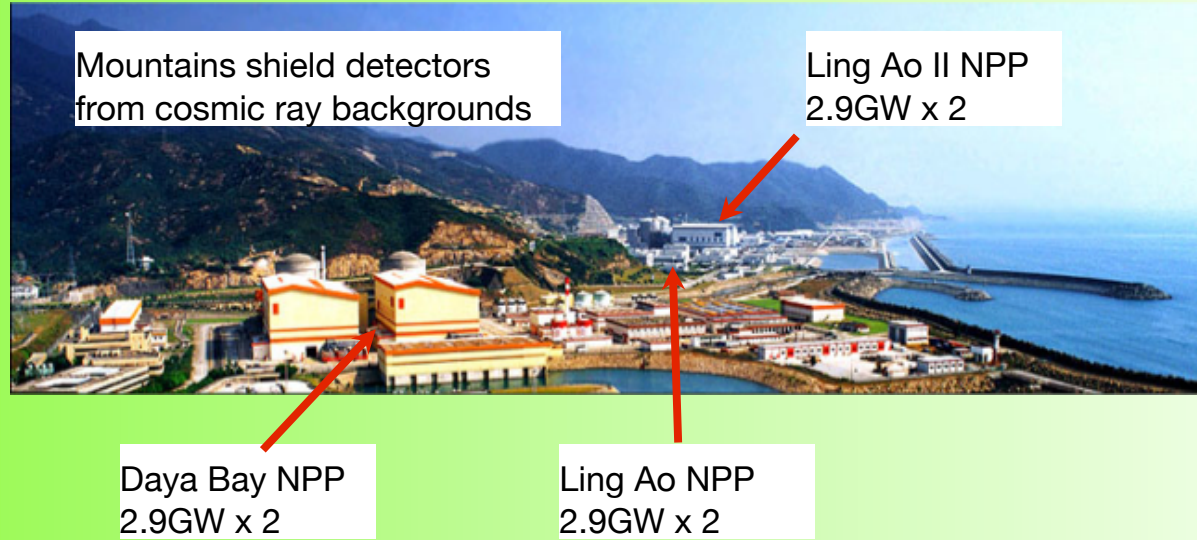 Mountains shield detectors
from cosmic ray backgrounds
Ling Ao II NPP
2.9GW x 2
Daya Bay NPP
2.9GW x 2
Ling Ao NPP
2.9GW x 2